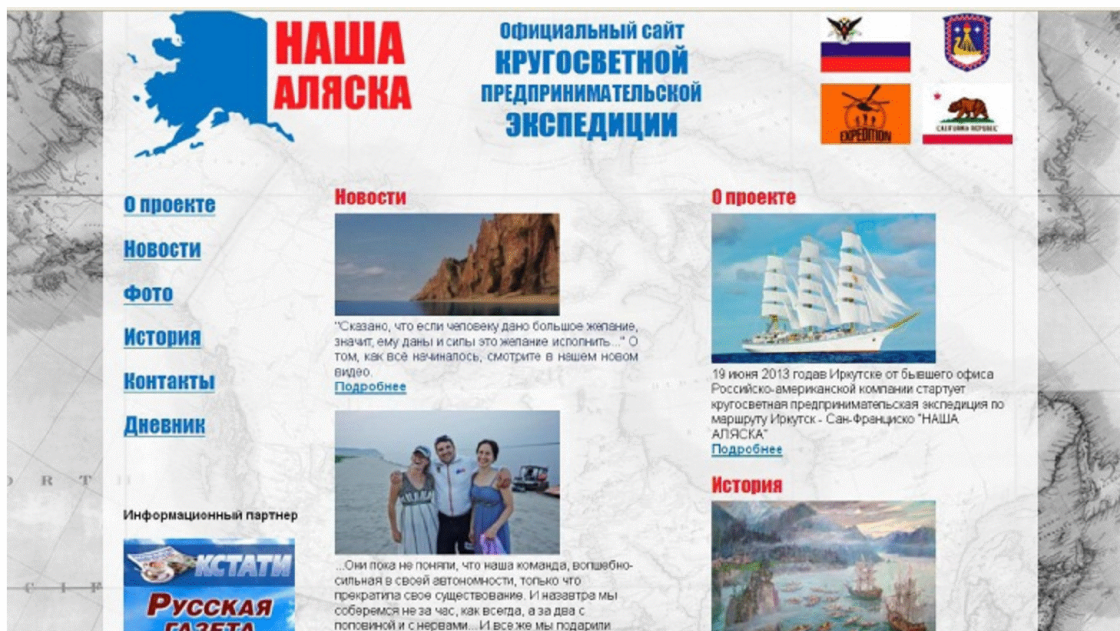 НАША
АЛЯСКА
Официальный сайт
КРУГОСВЕТНОЙ
ПРЕДПРИНИМАТЕЛЬСКОЙ
ЭКСПЕДИЦИИ
EXPEDITION
CALIFORNIA REPUBLIC
О проекте
Новости
Фото
История
Контакты
Дневник
Информационный партнер
КСТАТИ
РУССКАЯ
ГАЗЕТА
Новости
"Сказано, что если человеку дано большое желание,
значит, ему даны и силы это желание исполнить..." О
том, как всё начиналось, смотрите в нашем новом
видео.
Подробнее
...Они пока не поняли, что наша команда, волшебно-
сильная в своей автономности, только что
прекратила свое существование. И назавтра мы
соберемся не за час, как всегда, а за два с
половиной и с нервами... И все же мы подарили
О проекте
19 июня 2013 годав Иркутске от бывшего офиса
Российско-американской компании стартует
кругосветная предпринимательская экспедиция по
маршруту Иркутск - Сан-Франциско "НАША
АЛЯСКА"
Подробнее
История
O R T H
C I F